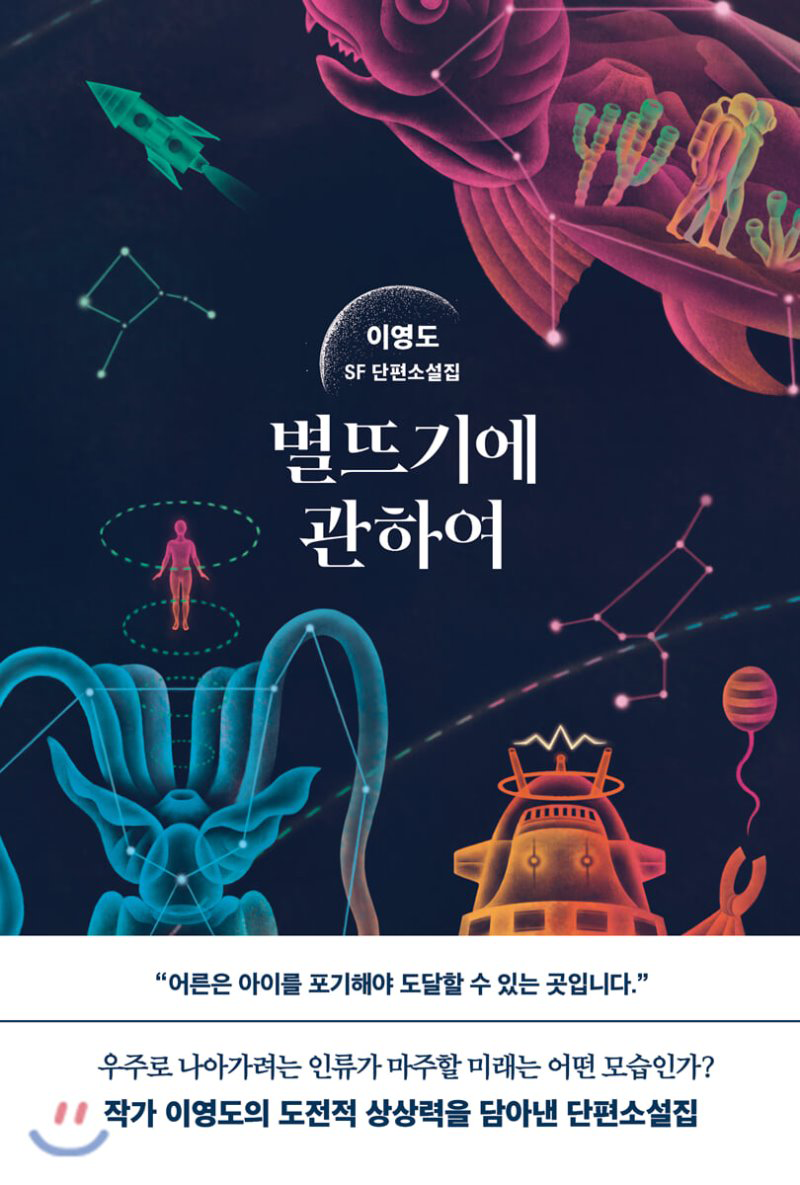 이영도
SF 단편소설집
별뜨기에
관하여
“어른은 아이를 포기해야 도달할 수 있는 곳입니다.”
우주로 나아가려는 인류가 마주할 미래는 어떤 모습인가?
작가 이영도의 도전적 상상력을 담아낸 단편소설집